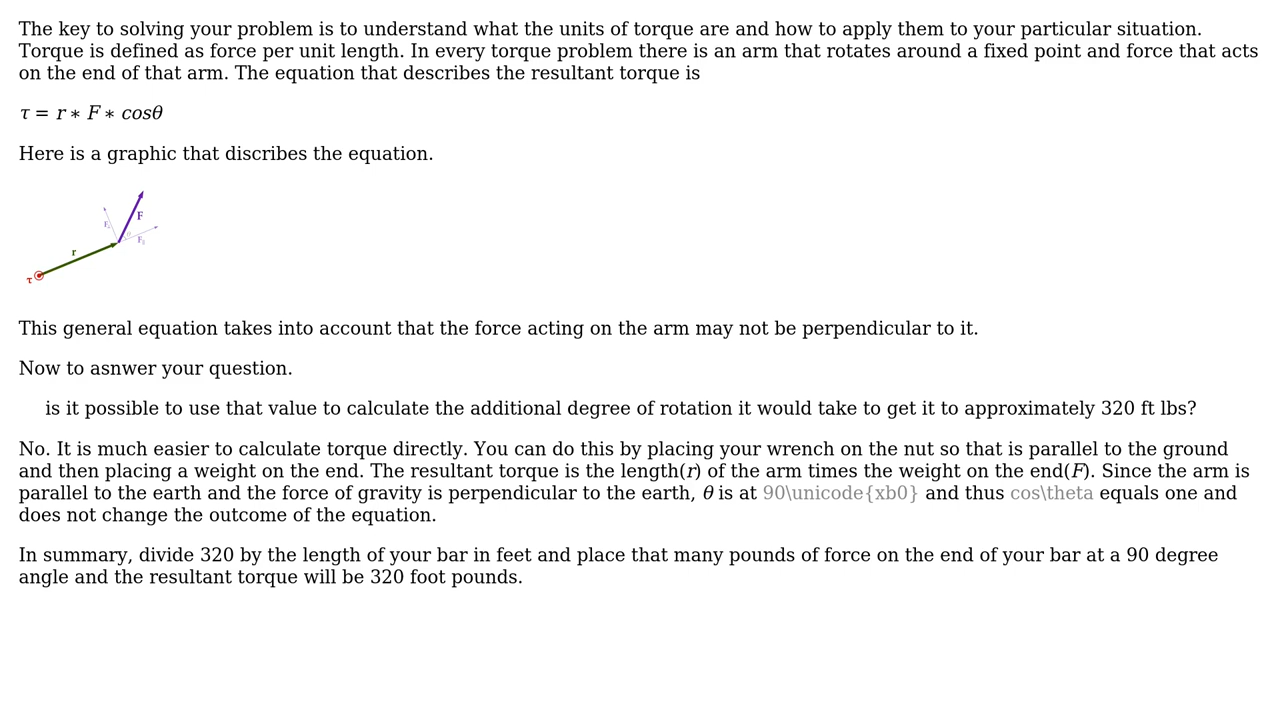 The key to solving your problem is to understand what the units of torque are and how to apply them to your particular situation.
Torque is defined as force per unit length. In every torque problem there is an arm that rotates around a fixed point and force that acts
on the end of that arm. The equation that describes the resultant torque is
τ = r ∗ F ∗ cosθ
Here is a graphic that discribes the equation.
F
F⊥
θ
F∥
r
τ
This general equation takes into account that the force acting on the arm may not be perpendicular to it.
Now to asnwer your question.
is it possible to use that value to calculate the additional degree of rotation it would take to get it to approximately 320 ft lbs?
No. It is much easier to calculate torque directly. You can do this by placing your wrench on the nut so that is parallel to the ground
and then placing a weight on the end. The resultant torque is the length(r) of the arm times the weight on the end(F). Since the arm is
parallel to the earth and the force of gravity is perpendicular to the earth, θ is at 90\unicode{xb0} and thus cos\theta equals one and
does not change the outcome of the equation.
In summary, divide 320 by the length of your bar in feet and place that many pounds of force on the end of your bar at a 90 degree
angle and the resultant torque will be 320 foot pounds.